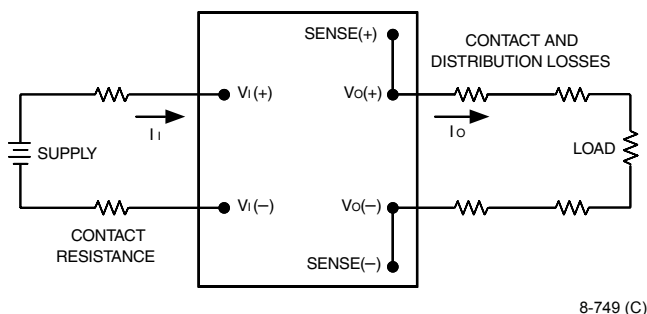 SENSE(+)
CONTACT AND
DISTRIBUTION LOSSES
VI(+)
VO(+)
II
IO
SUPPLY
LOAD
VI(–)
VO(–)
CONTACT
RESISTANCE
SENSE(–)
8-749 (C)